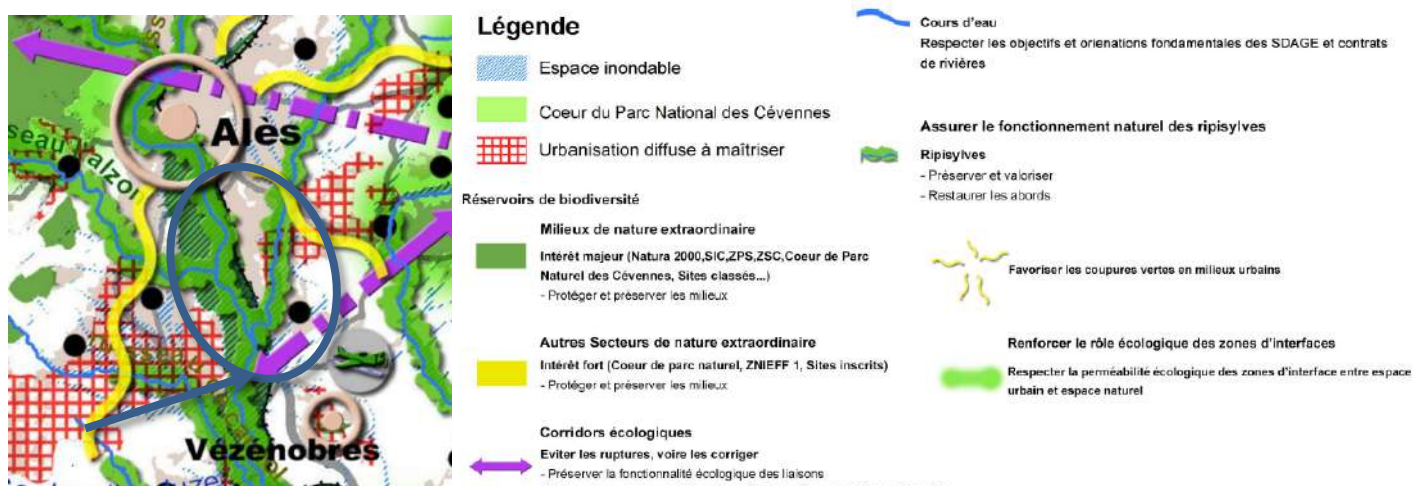 Alès
Vézénobres
Légende
Espace inondable
Coeur du Parc National des Cévennes
Urbanisation diffuse à maîtriser
Réservoirs de biodiversité
Milieux de nature extraordinaire
Intérêt majeur (Natura 2000,SIC,ZPS,ZSC,Coeur de Parc
Naturel des Cévennes, Sites classés...)
- Protéger et préserver les milieux
Autres Secteurs de nature extraordinaire
Intérêt fort (Coeur de parc naturel, ZNIEFF 1, Sites inscrits)
- Protéger et préserver les milieux
Corridors écologiques
Eviter les ruptures, voire les corriger
- Préserver la fonctionnalité écologique des liaisons
Cours d'eau
Respecter les objectifs et orienations fondamentales des SDAGE et contrats
de rivières
Assurer le fonctionnement naturel des ripisylves
Ripisylves
- Préserver et valoriser
- Restaurer les abords
Favoriser les coupures vertes en milieux urbains
Renforcer le rôle écologique des zones d'interfaces
Respecter la perméabilité écologique des zones d'interface entre espace
urbain et espace naturel